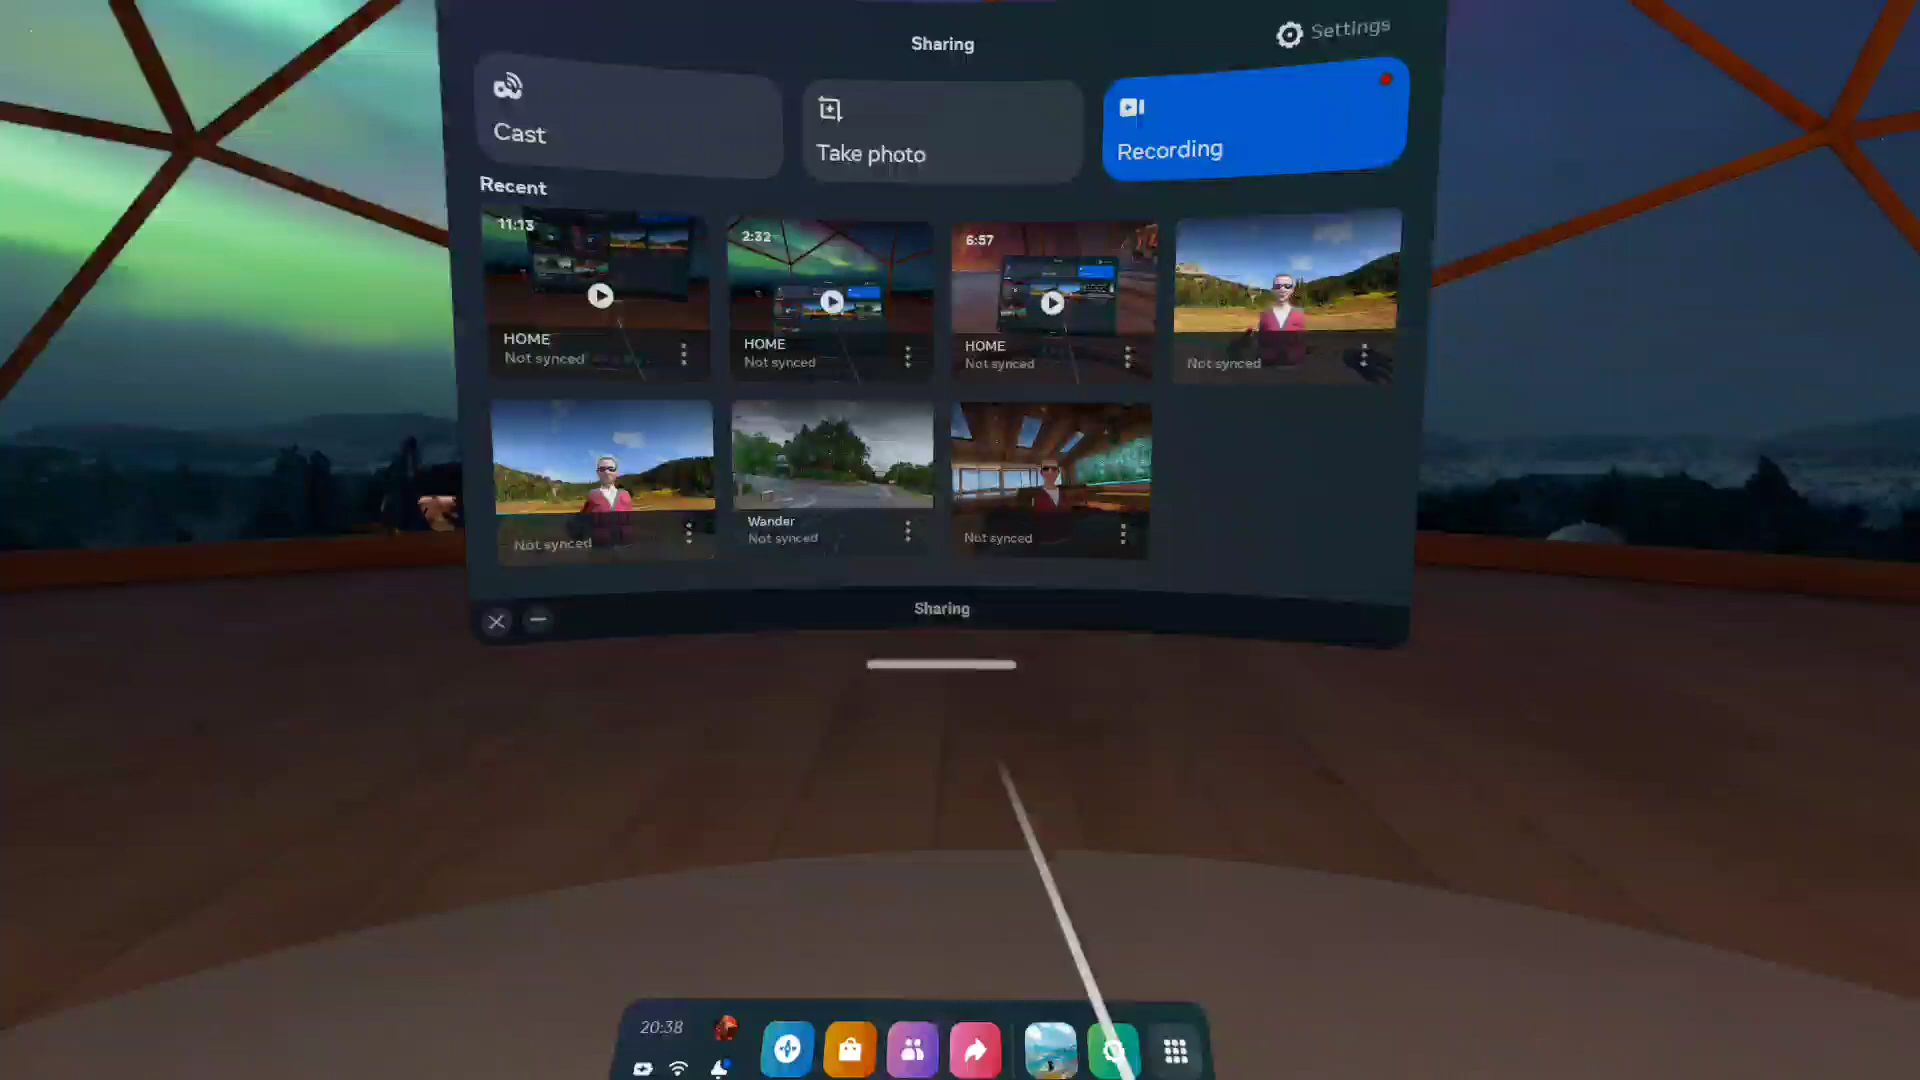 Sharing
Settings
Cast
Take photo
Recording
Recent
11:13
2:32
6:57
HOME
Not synced
HOME
Not synced
HOME
Not synced
Not synced
Not synced
Wander
Not synced
Not synced
Sharing
20:38